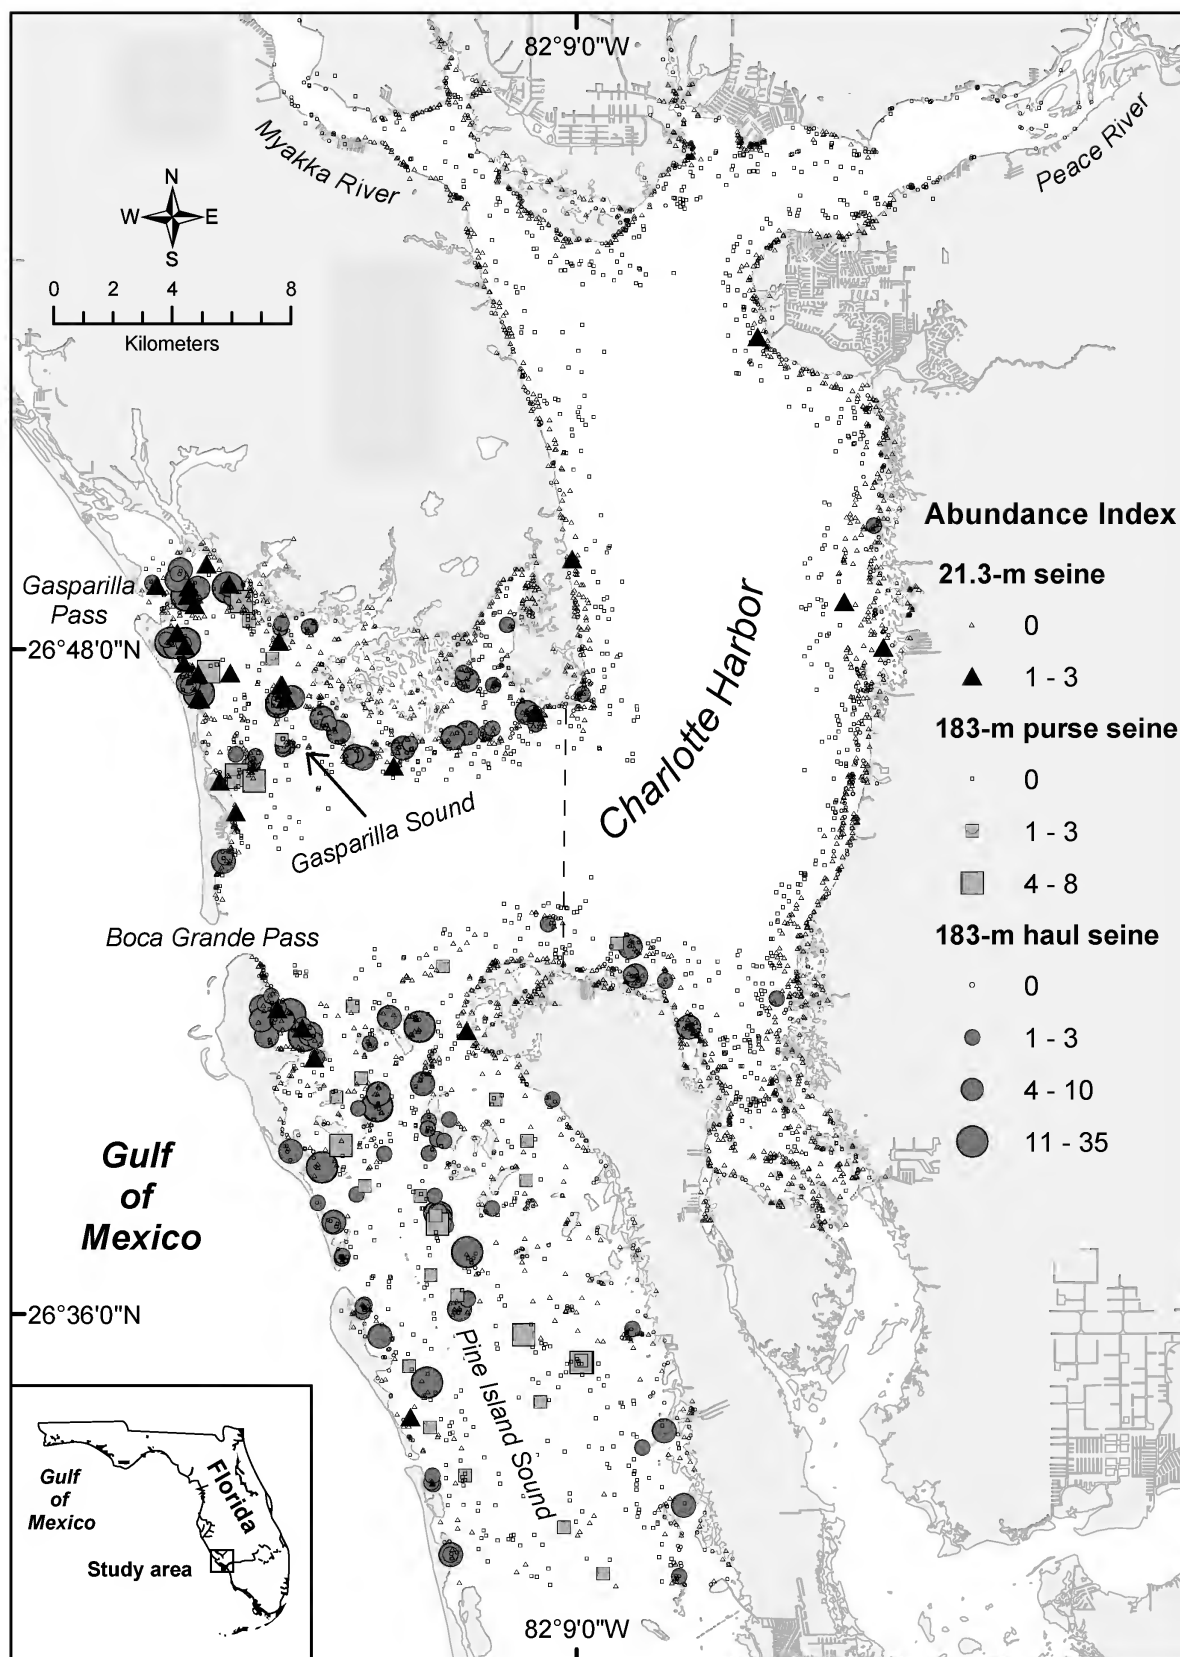 82°9'0"W
Myakka River
Peace River
N
W E
S
0 2 4 8
Kilometers
Abundance Index
21.3-m seine
0
1 - 3
183-m purse seine
0
1 - 3
4 - 8
183-m haul seine
0
1 - 3
4 - 10
11 - 35
Gasparilla
Pass
26°48'0"N
Charlotte Harbor
Gasparilla Sound
Boca Grande Pass
Gulf
of
Mexico
26°36'0"N
Pine Island Sound
Gulf
of
Mexico
Florida
Study area
82°9'0"W